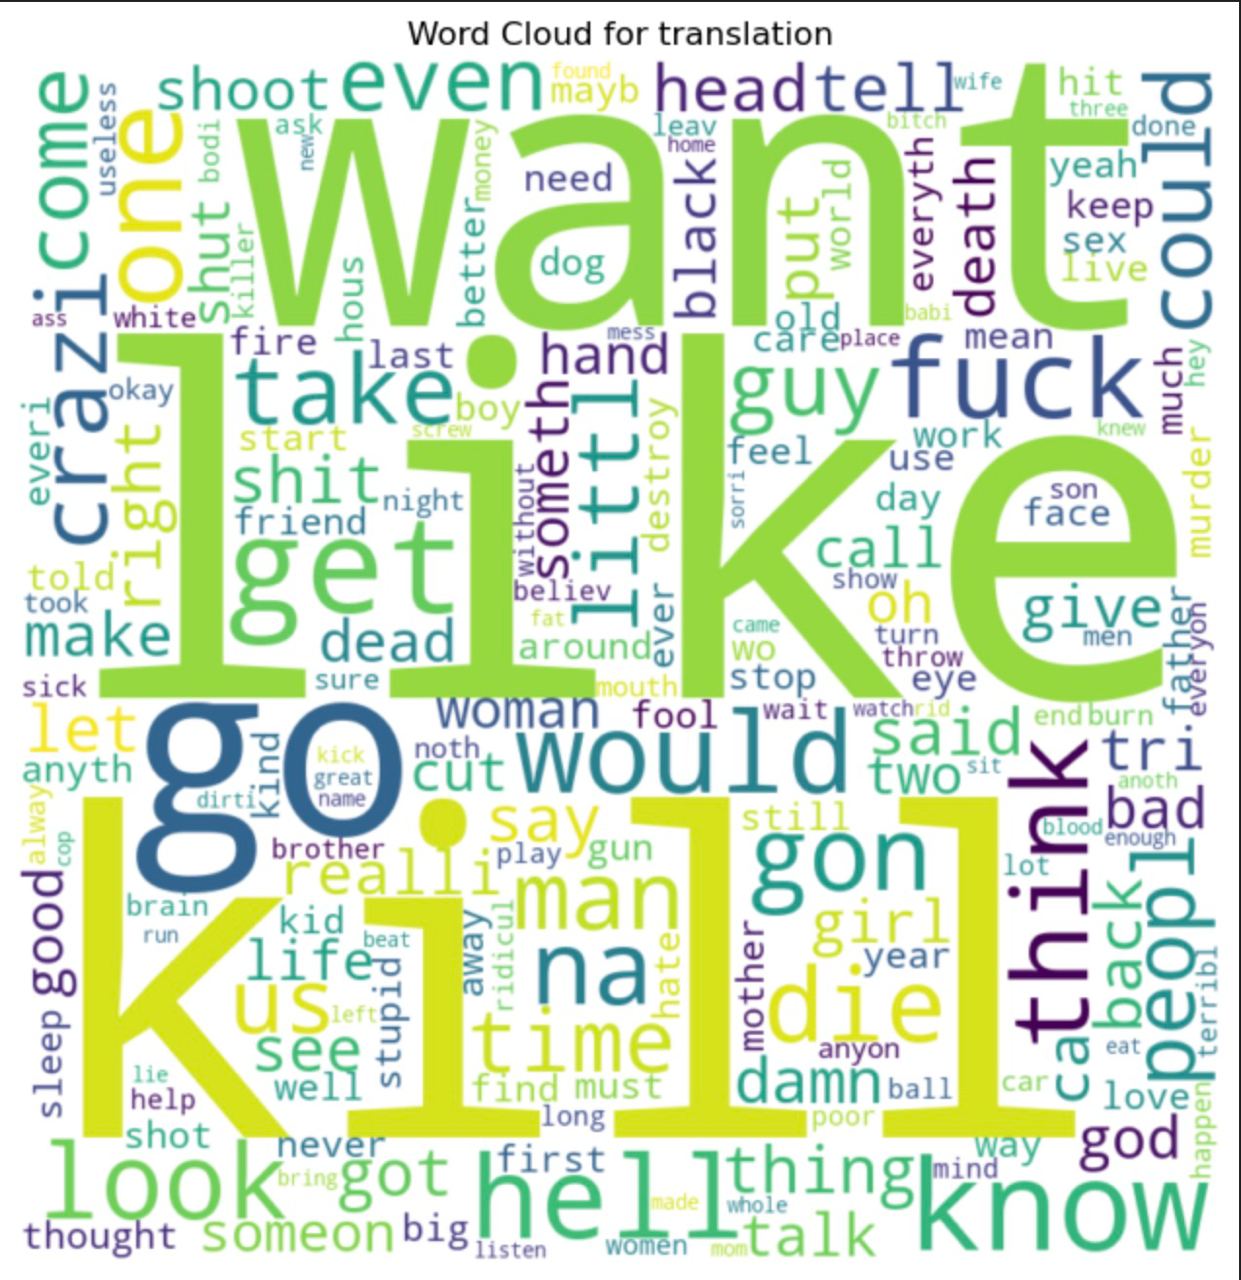 Word Cloud for translation
come useless one shoot even found mayb head tell wife hit three done could
bodi ask new money want leav home bitch yeah
shut killer hous better need dog black put world everyth death keep sex live
crazi ass white fire last mess hand old care place babi mean
okay take boy guy fuck much hey
everi right start screw someth littl destroy feel work knew use
shit night without sorri day son face murder
friend like call
told took get believ show oh give
make dead fat around ever came wo turn men father everyon
throw stop eye
sick sure mouth
let go woman fool wait watch rid said end burn
anyth kind kick great name noth cut would two sit think tri anoth
dirti bad
alway cop brother say play gun still gon blood enough
realli man lot peopl
good brain run kid beat life away ridicul na hate mother girl year back
us left stupid time die terribl
see anyon eat
sleep lie help well find must damn ball car cat love happen
kill long poor
shot never way god
look bring got hell first thing mind know
made whole
thought someon big listen women mom talk